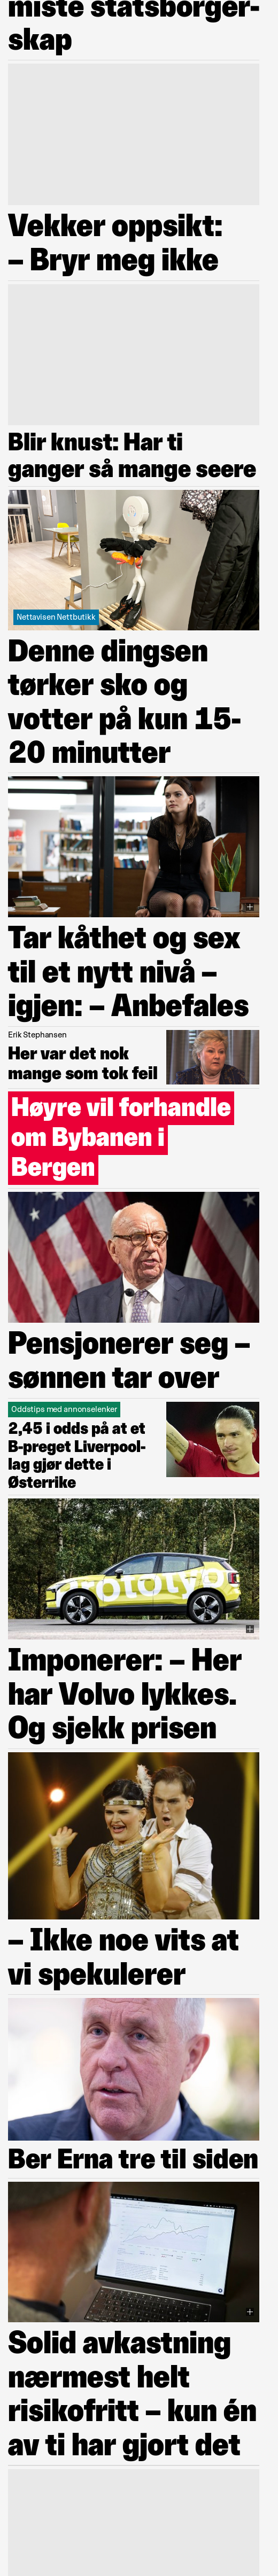 miste statsborger-
skap
Vekker oppsikt:
– Bryr meg ikke
Blir knust: Har ti
ganger så mange seere
Nettavisen Nettbutikk
Denne dingsen
tørker sko og
votter på kun 15-
20 minutter
Tar kåthet og sex
til et nytt nivå –
igjen: – Anbefales
Erik Stephansen
Her var det nok
mange som tok feil
Høyre vil forhandle
om Bybanen i
Bergen
Pensjonerer seg –
sønnen tar over
Oddstips med annonselenker
2,45 i odds på at et
B-preget Liverpool-
lag gjør dette i
Østerrike
Imponerer: – Her
har Volvo lykkes.
Og sjekk prisen
– Ikke noe vits at
vi spekulerer
Ber Erna tre til siden
Solid avkastning
nærmest helt
risikofritt – kun én
av ti har gjort det